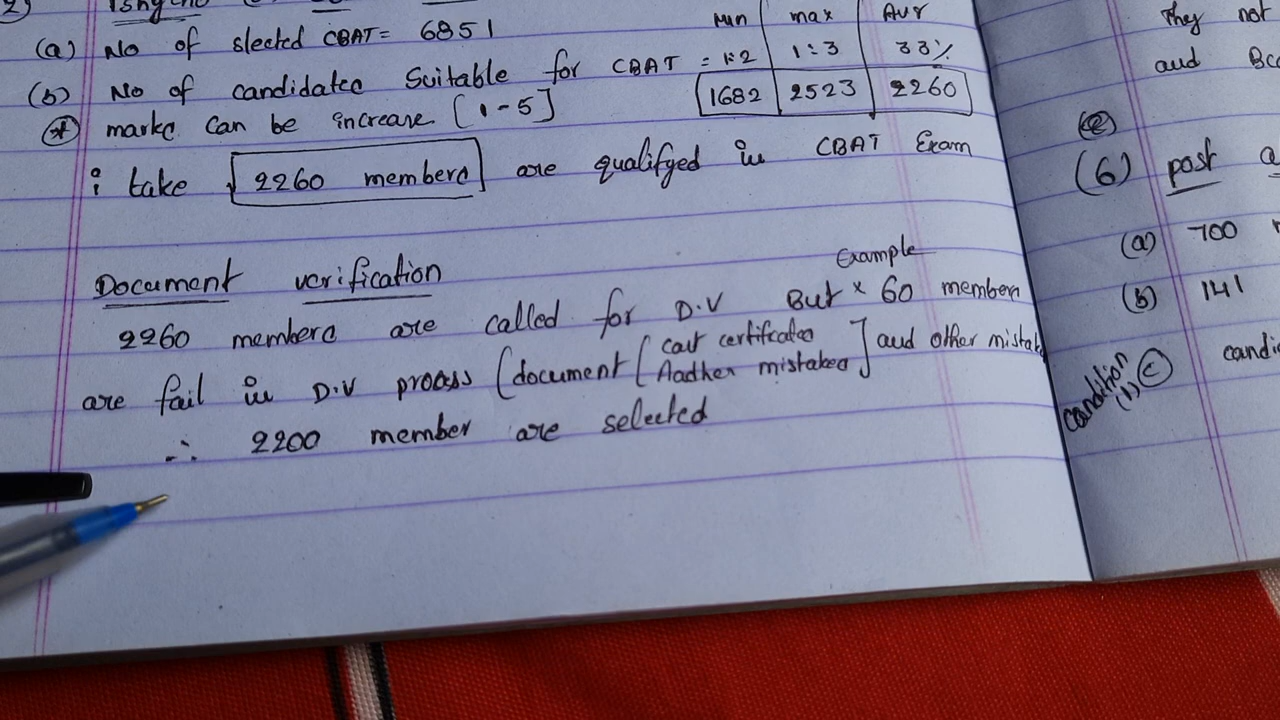 (a) No of slected CBAT = 6851
Min max AVr
(b) No of candidates Suitable for CBAT = 1:2 1:3 33%
1682 2523 2260
* marks can be increase [1-5]
i take 2260 members are qualifyed in CBAT Exam
Document verification
Example
2260 members are called for D.V But × 60 members
are fail in D.V process (document [cast certificates Aadher mistakes] and other mistake
∴ 2200 member are selected
They not
and
(6) post
(a) 700
(b) 141
condition (1) (c) candi